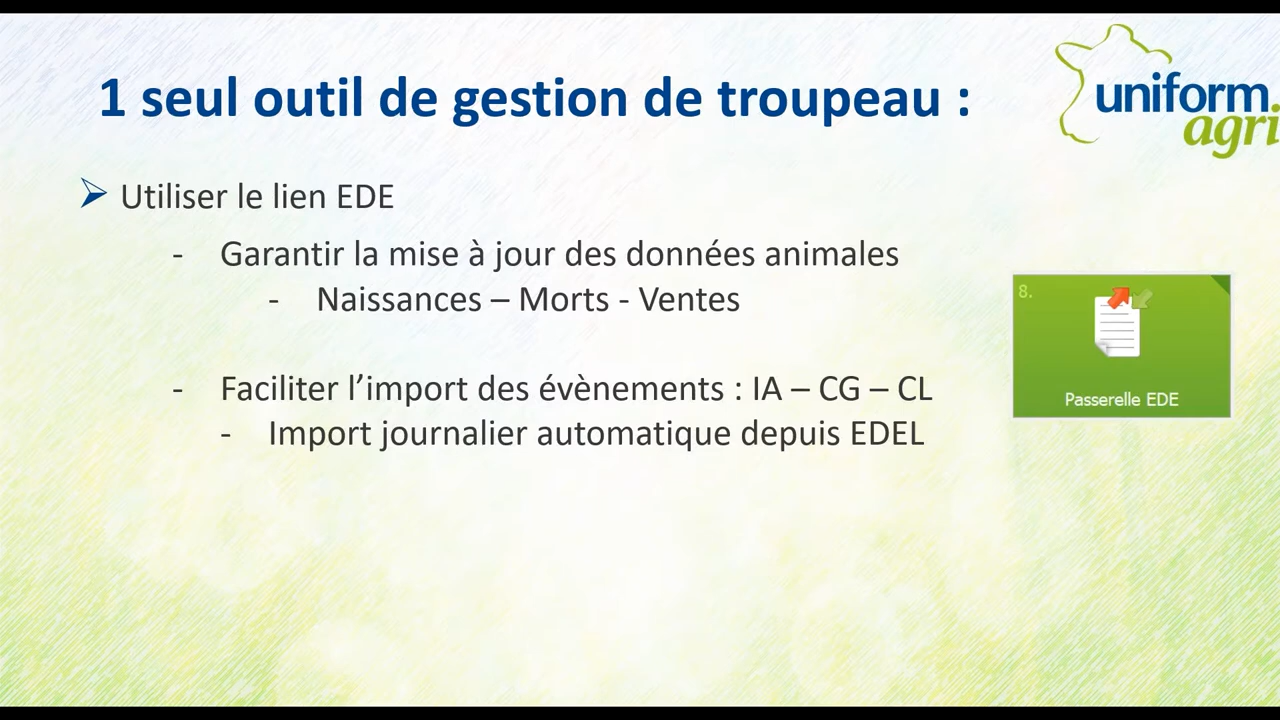 1 seul outil de gestion de troupeau :
uniform.
agri
Utiliser le lien EDE
- Garantir la mise à jour des données animales
- Naissances – Morts - Ventes
8.
- Faciliter l’import des évènements : IA – CG – CL
Passerelle EDE
- Import journalier automatique depuis EDEL